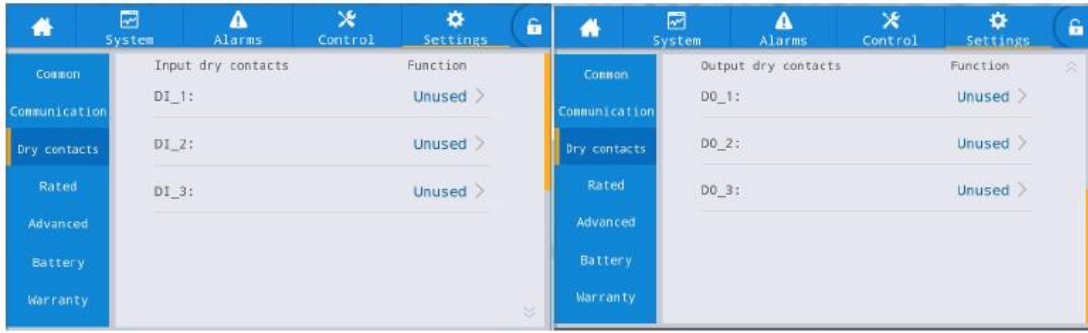 System Alarms Control Settings
Common
Communication
Dry contacts
Rated
Advanced
Battery
Warranty
Input dry contacts Function
DI_1: Unused >
DI_2: Unused >
DI_3: Unused >
System Alarms Control Settings
Common
Communication
Dry contacts
Rated
Advanced
Battery
Warranty
Output dry contacts Function
DO_1: Unused >
DO_2: Unused >
DO_3: Unused >